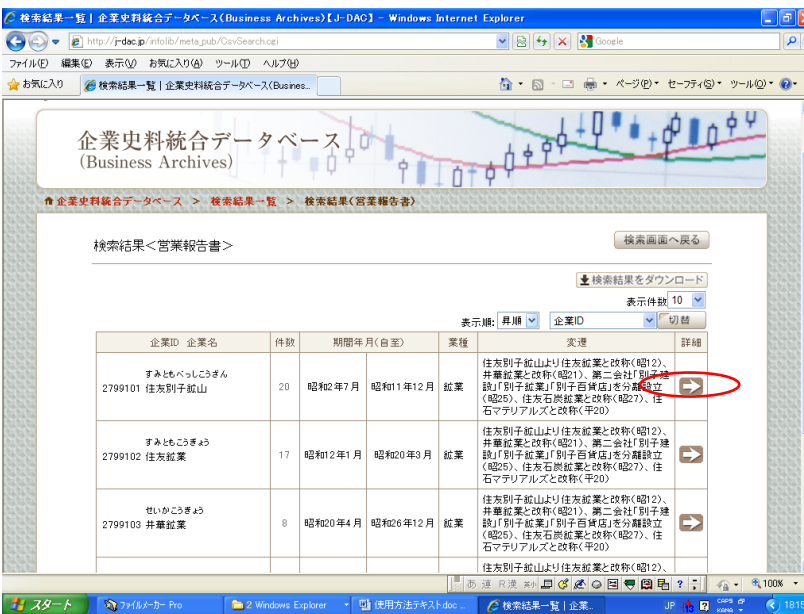 検索結果一覧 | 企業史料統合データベース(Business Archives)【J-DAC】 - Windows Internet Explorer
http://j-dac.jp/infolib/meta_pub/CsvSearch.cgi
Google
ファイル(F) 編集(E) 表示(V) お気に入り(A) ツール(T) ヘルプ(H)
お気に入り
検索結果一覧 | 企業史料統合データベース(Busines...
ページ(P) セーフティ(S) ツール(O)
企業史料統合データベース
(Business Archives)
企業史料統合データベース > 検索結果一覧 > 検索結果(営業報告書)
検索結果<営業報告書>
検索画面へ戻る
検索結果をダウンロード
表示件数 10
表示順: 昇順 企業ID 切替
企業ID 企業名 件数 期間年月(自至) 業種 変遷 詳細
すみともべっしこうざん
2799101 住友別子鉱山 20 昭和2年7月 昭和11年12月 鉱業
住友別子鉱山より住友鉱業と改称(昭12)、
井華鉱業と改称(昭21)、第二会社「別子建
設」「別子鉱業」「別子百貨店」を分離設立
(昭25)、住友石炭鉱業と改称(昭27)、住
石マテリアルズと改称(平20)
すみともこうぎょう
2799102 住友鉱業 17 昭和12年1月 昭和20年3月 鉱業
住友別子鉱山より住友鉱業と改称(昭12)、
井華鉱業と改称(昭21)、第二会社「別子建
設」「別子鉱業」「別子百貨店」を分離設立
(昭25)、住友石炭鉱業と改称(昭27)、住
石マテリアルズと改称(平20)
せいかこうぎょう
2799103 井華鉱業 8 昭和20年4月 昭和26年12月 鉱業
住友別子鉱山より住友鉱業と改称(昭12)、
井華鉱業と改称(昭21)、第二会社「別子建
設」「別子鉱業」「別子百貨店」を分離設立
(昭25)、住友石炭鉱業と改称(昭27)、住
石マテリアルズと改称(平20)
住友別子鉱山より住友鉱業と改称(昭12)、
あ 連 R漢
100%
スタート
ファイルメーカー Pro
2 Windows Explorer
使用方法テキスト.doc ...
検索結果一覧 | 企業...
JP
CAPS
KANA